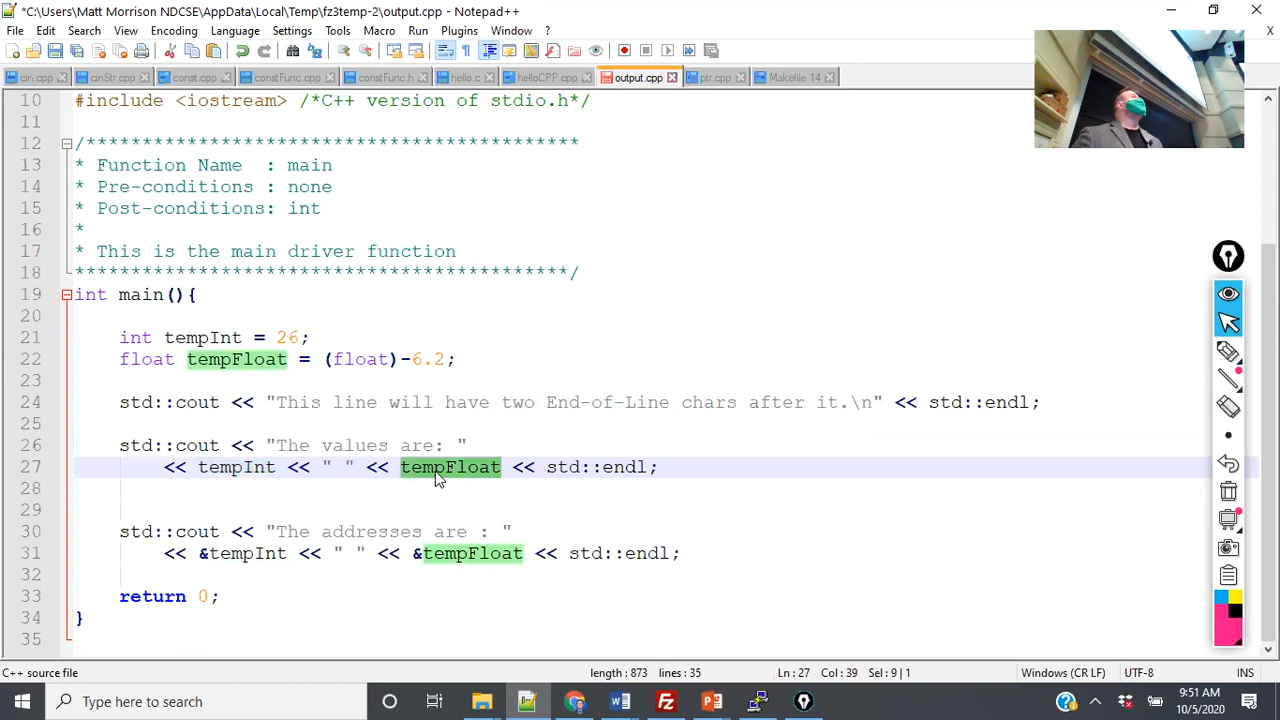 *C:\Users\Matt Morrison NDCSE\AppData\Local\Temp\fz3temp-2\output.cpp - Notepad++
File Edit Search View Encoding Language Settings Tools Macro Run Plugins Window ?
X
cin.cpp cinStr.cpp const.cpp constFunc.cpp constFunc.h hello.c helloCPP.cpp output.cpp ptr.cpp Makefile 14
10 #include <iostream> /*C++ version of stdio.h*/
11
12 /********************************************
13 * Function Name  : main
14 * Pre-conditions : none
15 * Post-conditions: int
16 *
17 * This is the main driver function
18 ********************************************/
19 int main(){
20
21 int tempInt = 26;
22 float tempFloat = (float)-6.2;
23
24 std::cout << "This line will have two End-of-Line chars after it.\n" << std::endl;
25
26 std::cout << "The values are: "
27 << tempInt << " " << tempFloat << std::endl;
28
29
30 std::cout << "The addresses are : "
31 << &tempInt << " " << &tempFloat << std::endl;
32
33 return 0;
34 }
35
C++ source file length : 873 lines : 35 Ln : 27 Col : 39 Sel : 9 | 1 Windows (CR LF) UTF-8 INS
Type here to search
9:51 AM
10/5/2020